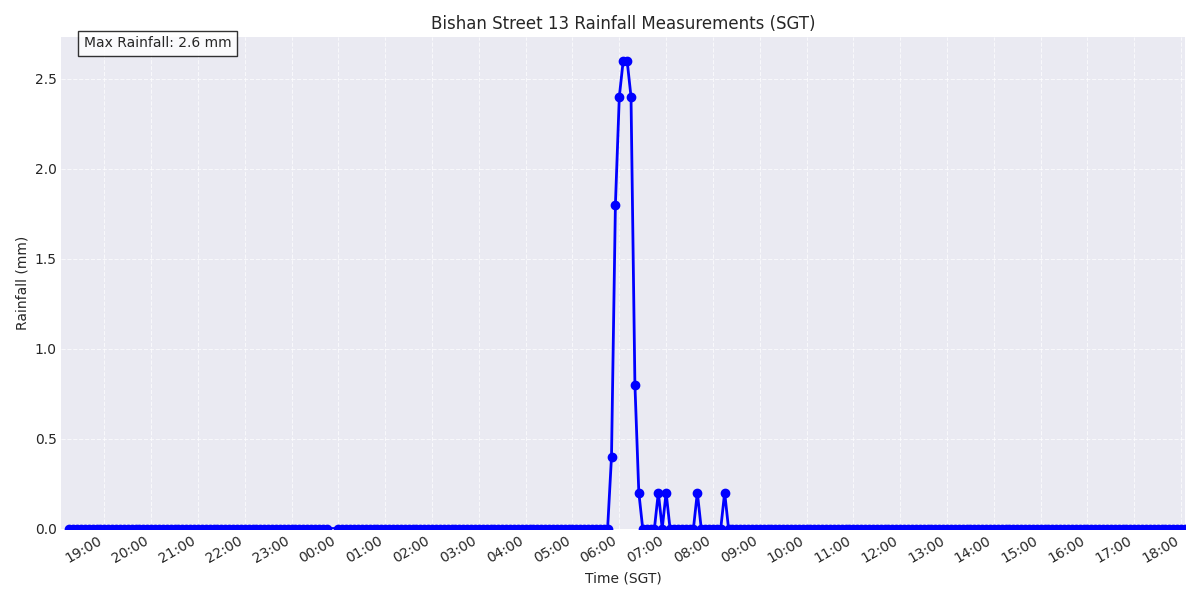 Bishan Street 13 Rainfall Measurements (SGT)
Max Rainfall: 2.6 mm
2.5
2.0
1.5
1.0
0.5
0.0
Rainfall (mm)
19:00 20:00 21:00 22:00 23:00 00:00 01:00 02:00 03:00 04:00 05:00 06:00 07:00 08:00 09:00 10:00 11:00 12:00 13:00 14:00 15:00 16:00 17:00 18:00
Time (SGT)